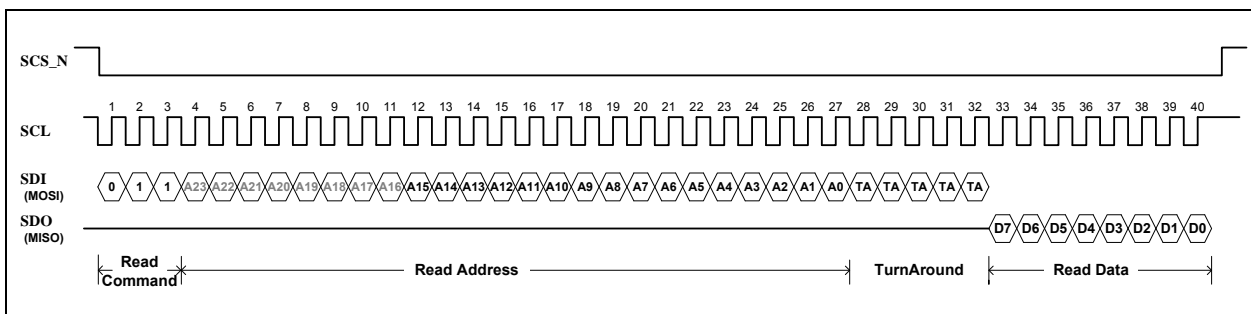 SCS_N
1 2 3 4 5 6 7 8 9 10 11 12 13 14 15 16 17 18 19 20 21 22 23 24 25 26 27 28 29 30 31 32 33 34 35 36 37 38 39 40
SCL
SDI
(MOSI)
0 1 1 A23 A22 A21 A20 A19 A18 A17 A16 A15 A14 A13 A12 A11 A10 A9 A8 A7 A6 A5 A4 A3 A2 A1 A0 TA TA TA TA TA
SDO
(MISO)
D7 D6 D5 D4 D3 D2 D1 D0
Read
Command
Read Address
TurnAround
Read Data